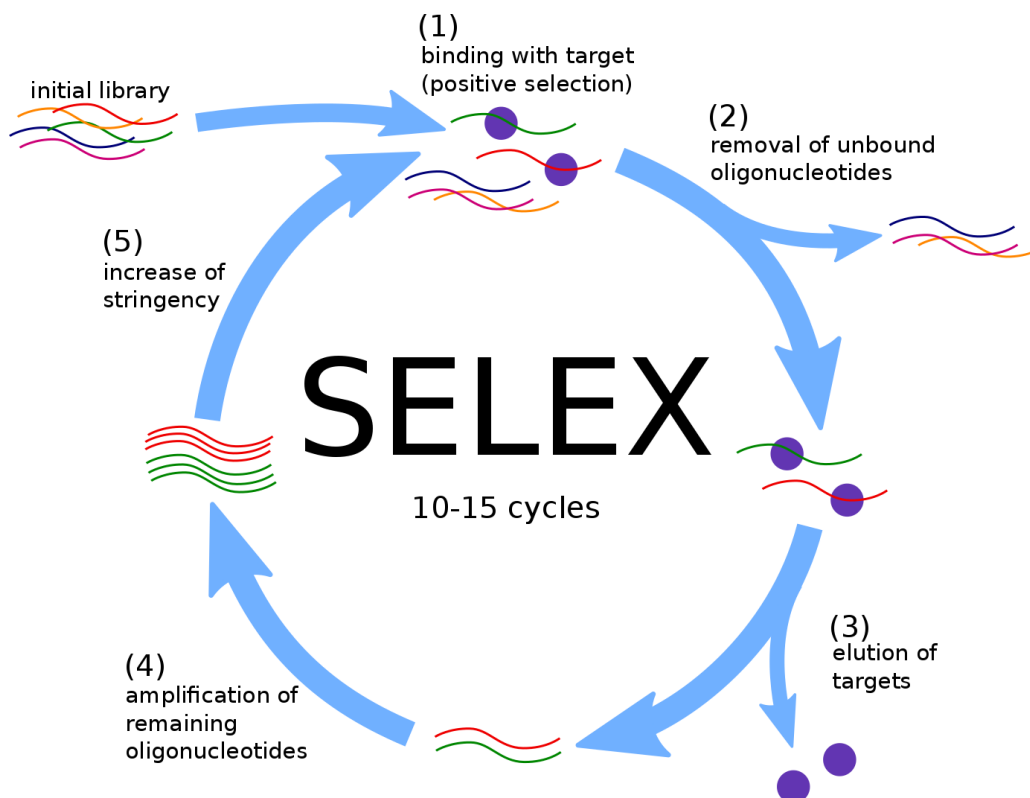 initial library
(1)
binding with target
(positive selection)
(2)
removal of unbound
oligonucleotides
(5)
increase of
stringency
SELEX
10-15 cycles
(3)
elution of
targets
(4)
amplification of
remaining
oligonucleotides